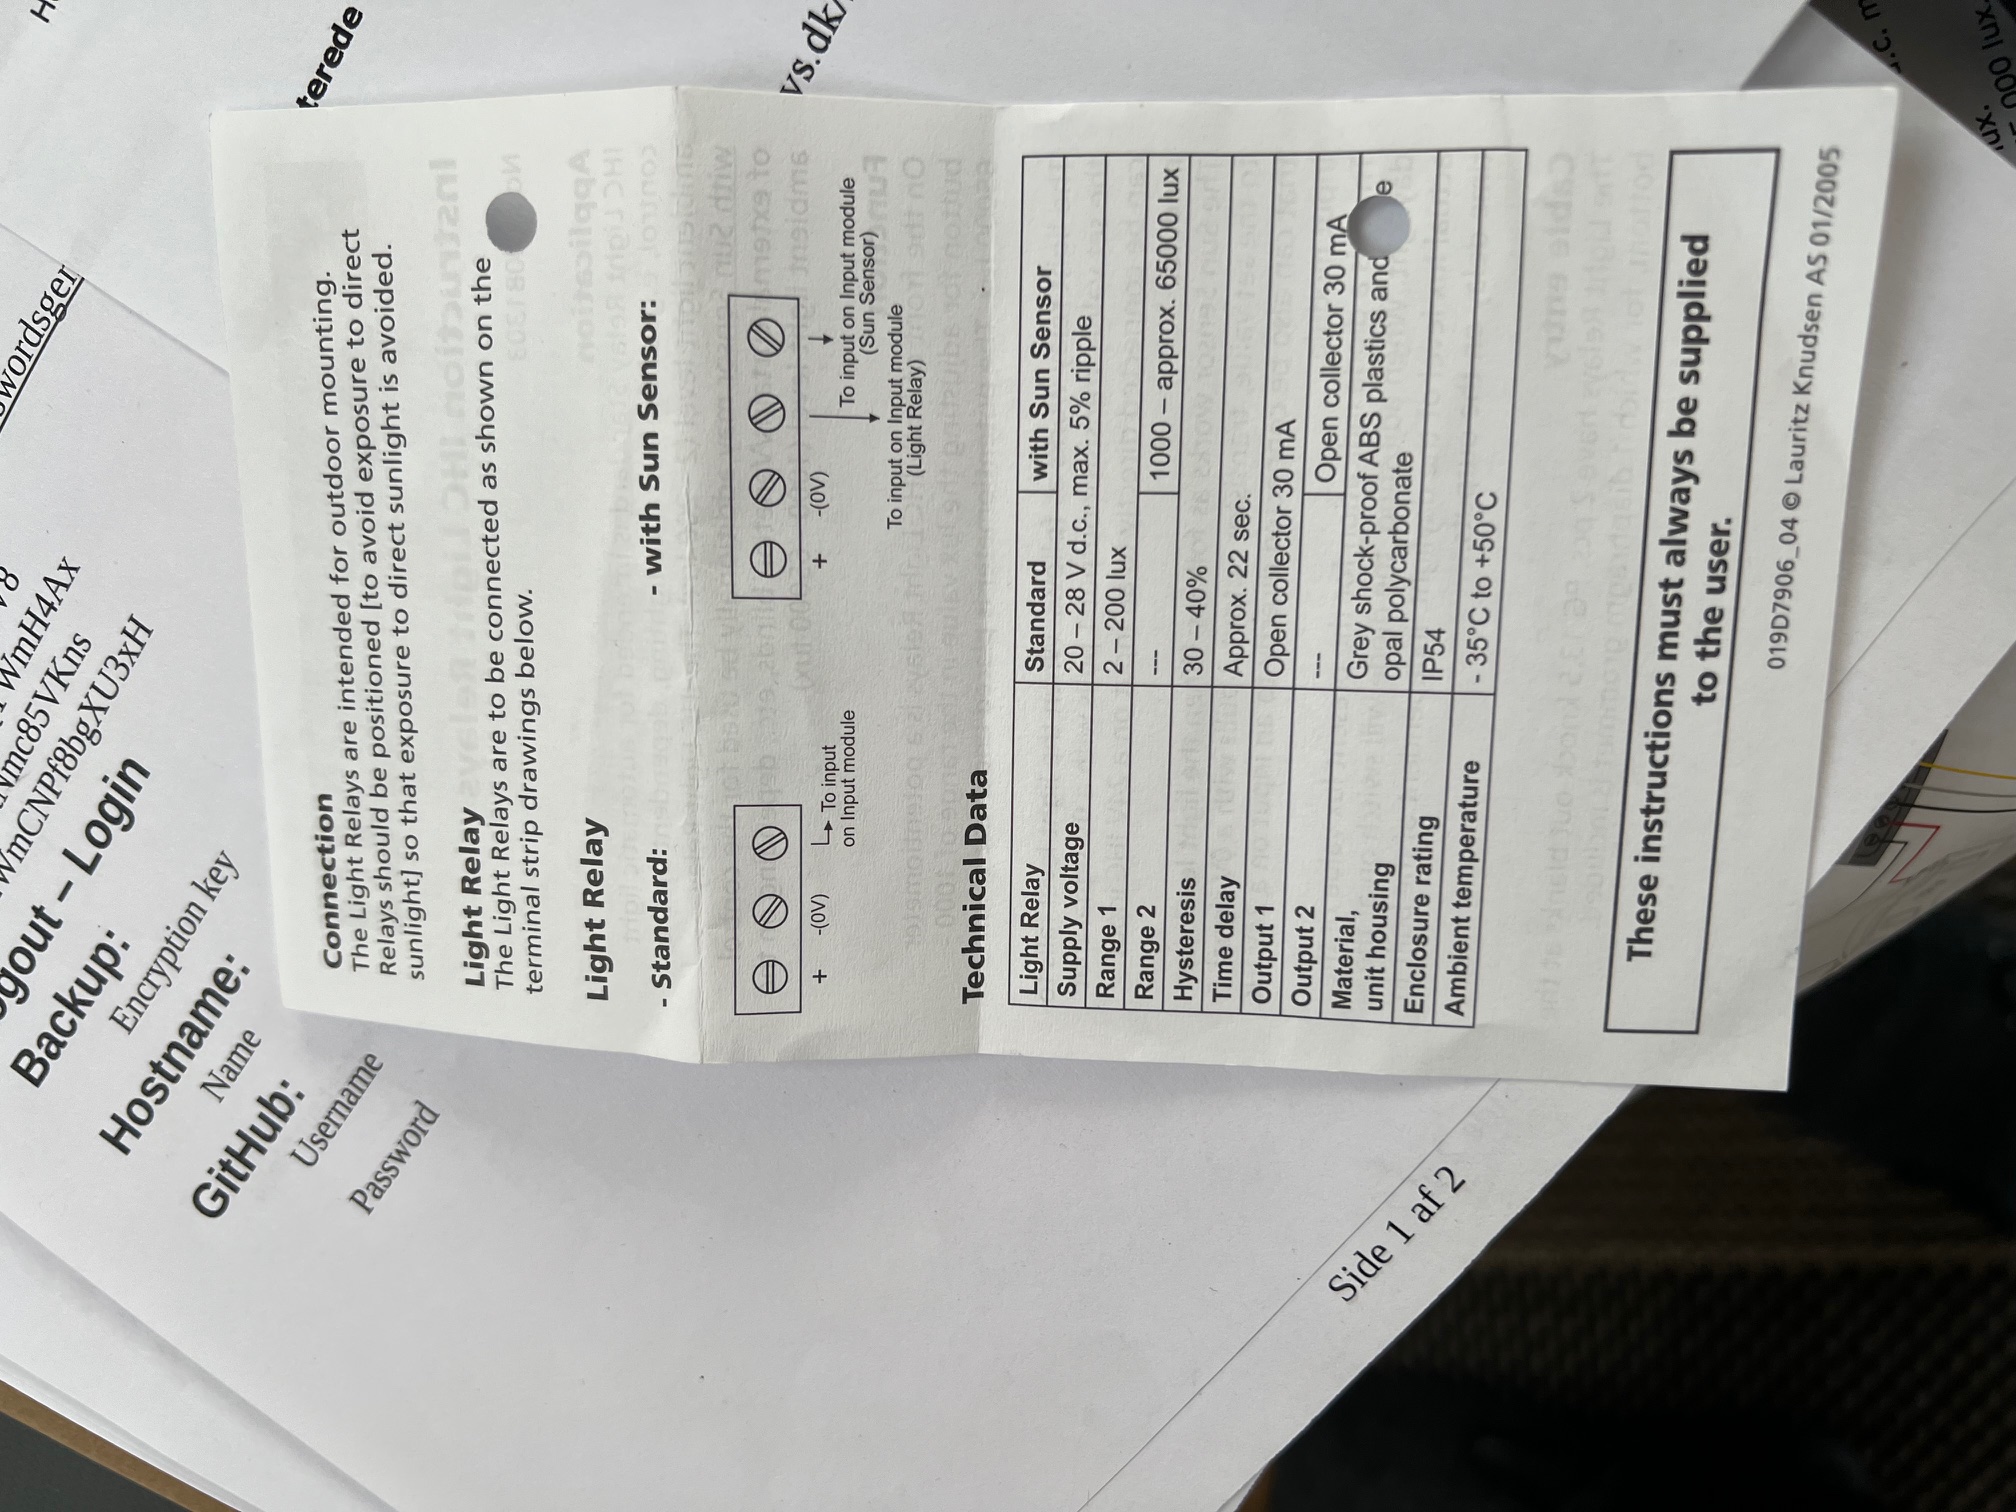 wordsger
WmH4Ax
Nmc85VKns
WmCNPf8bgXU3xH
ogout – Login
Backup:
Encryption key
Hostname:
Name
GitHub:
Username
Password
terede
vs.dk/
Connection
The Light Relays are intended for outdoor mounting.
Relays should be positioned [to avoid exposure to direct
sunlight] so that exposure to direct sunlight is avoided.
Light Relay
The Light Relays are to be connected as shown on the
terminal strip drawings below.
Light Relay
- Standard:
- with Sun Sensor:
+ -(0V) To input
on Input module
+ -(0V)
To input on Input module
(Sun Sensor)
To input on Input module
(Light Relay)
Technical Data
Light Relay Standard with Sun Sensor
Supply voltage 20 – 28 V d.c., max. 5% ripple
Range 1 2 – 200 lux
Range 2 --- 1000 – approx. 65000 lux
Hysteresis 30 – 40%
Time delay Approx. 22 sec.
Output 1 Open collector 30 mA
Output 2 --- Open collector 30 mA
Material,
unit housing
Grey shock-proof ABS plastics and e
opal polycarbonate
Enclosure rating IP54
Ambient temperature - 35°C to +50°C
These instructions must always be supplied
to the user.
019D7906_04 © Lauritz Knudsen AS 01/2005
Side 1 af 2
.c. m
ux.
000 lux